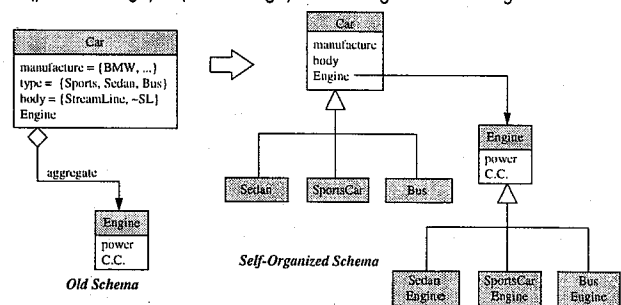 Car
manufacture = {BMW, ...}
type = {Sports, Sedan, Bus}
body = {StreamLine, ~SL}
Engine
aggregate
Engine
power
C.C.
Old Schema
Car
manufacture
body
Engine
Sedan
SportsCar
Bus
Engine
power
C.C.
Self-Organized Schema
Sedan
Engine
SportsCar
Engine
Bus
Engine